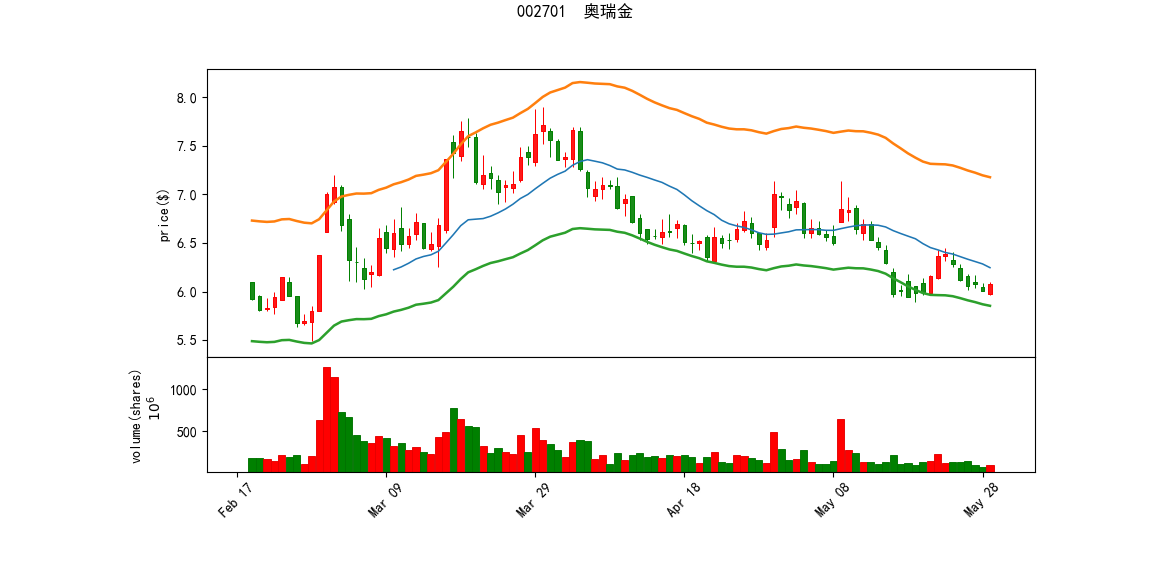 002701 奥瑞金
price($)
8.0
7.5
7.0
6.5
6.0
5.5
volume(shares)
10^6
1000
500
Feb 17
Mar 09
Mar 29
Apr 18
May 08
May 28